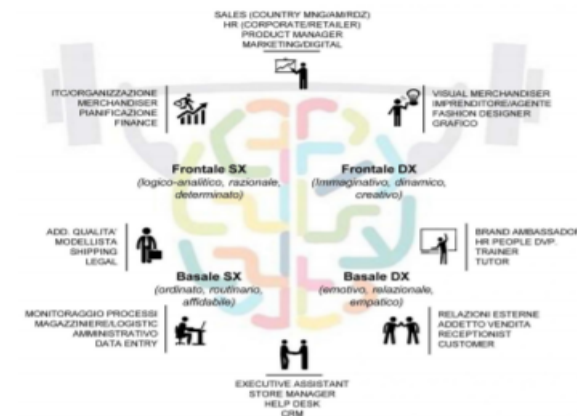 SALES (COUNTRY MNG/AM/RDZ)
HR (CORPORATE/RETAILER)
PRODUCT MANAGER
MARKETING/DIGITAL
ITC/ORGANIZZAZIONE
MERCHANDISER
PIANIFICAZIONE
FINANCE
VISUAL MERCHANDISER
IMPRENDITORE/AGENTE
FASHION DESIGNER
GRAFICO
Frontale SX
(logico-analitico, razionale,
determinato)
Frontale DX
(Immaginativo, dinamico,
creativo)
ADD. QUALITA'
MODELLISTA
SHIPPING
LEGAL
BRAND AMBASSADOR
HR PEOPLE DVP.
TRAINER
TUTOR
Basale SX
(ordinato, routinario,
affidabile)
Basale DX
(emotivo, relazionale,
empatico)
MONITORAGGIO PROCESSI
MAGAZZINIERE/LOGISTIC
AMMINISTRATIVO
DATA ENTRY
RELAZIONI ESTERNE
ADDETTO VENDITA
RECEPTIONIST
CUSTOMER
EXECUTIVE ASSISTANT
STORE MANAGER
HELP DESK
CRM